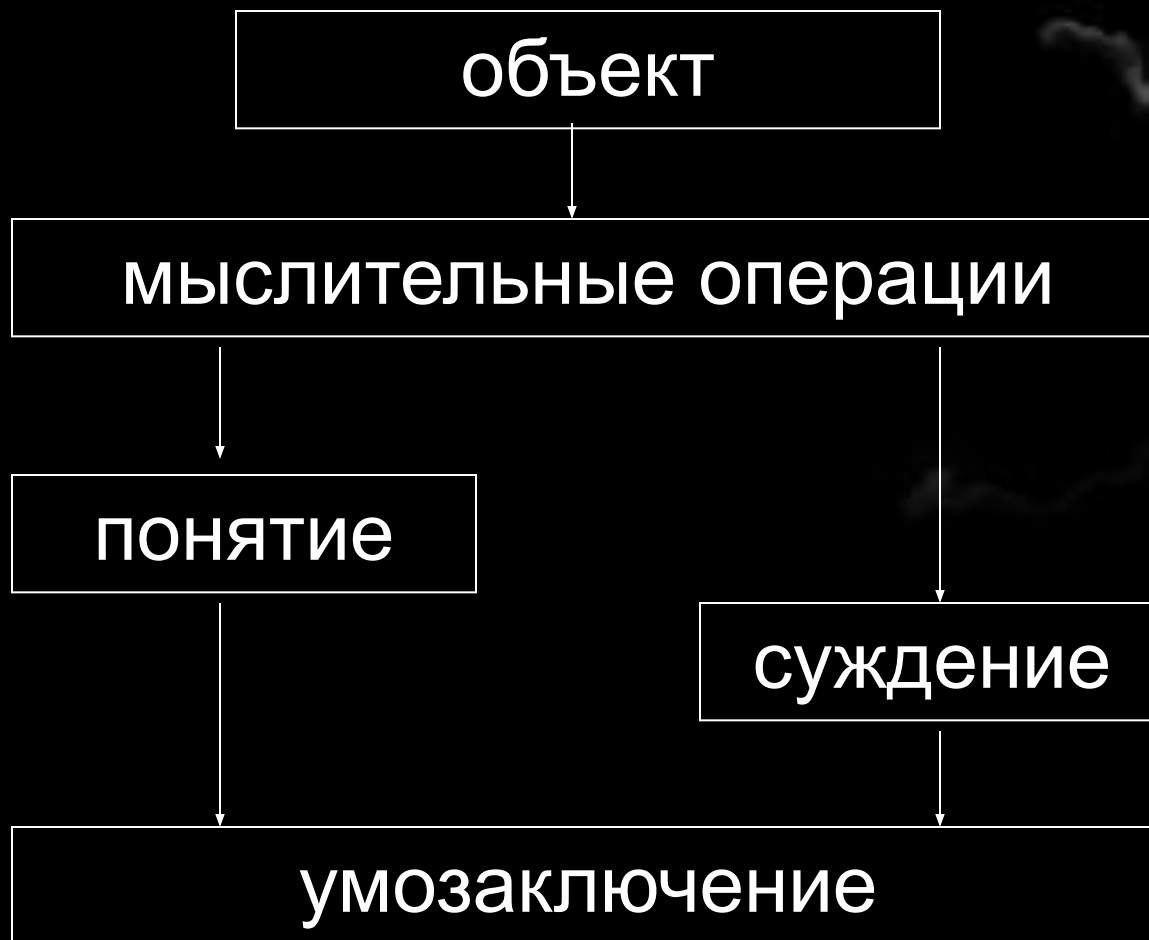 объект
мыслительные операции
понятие
суждение
умозаключение